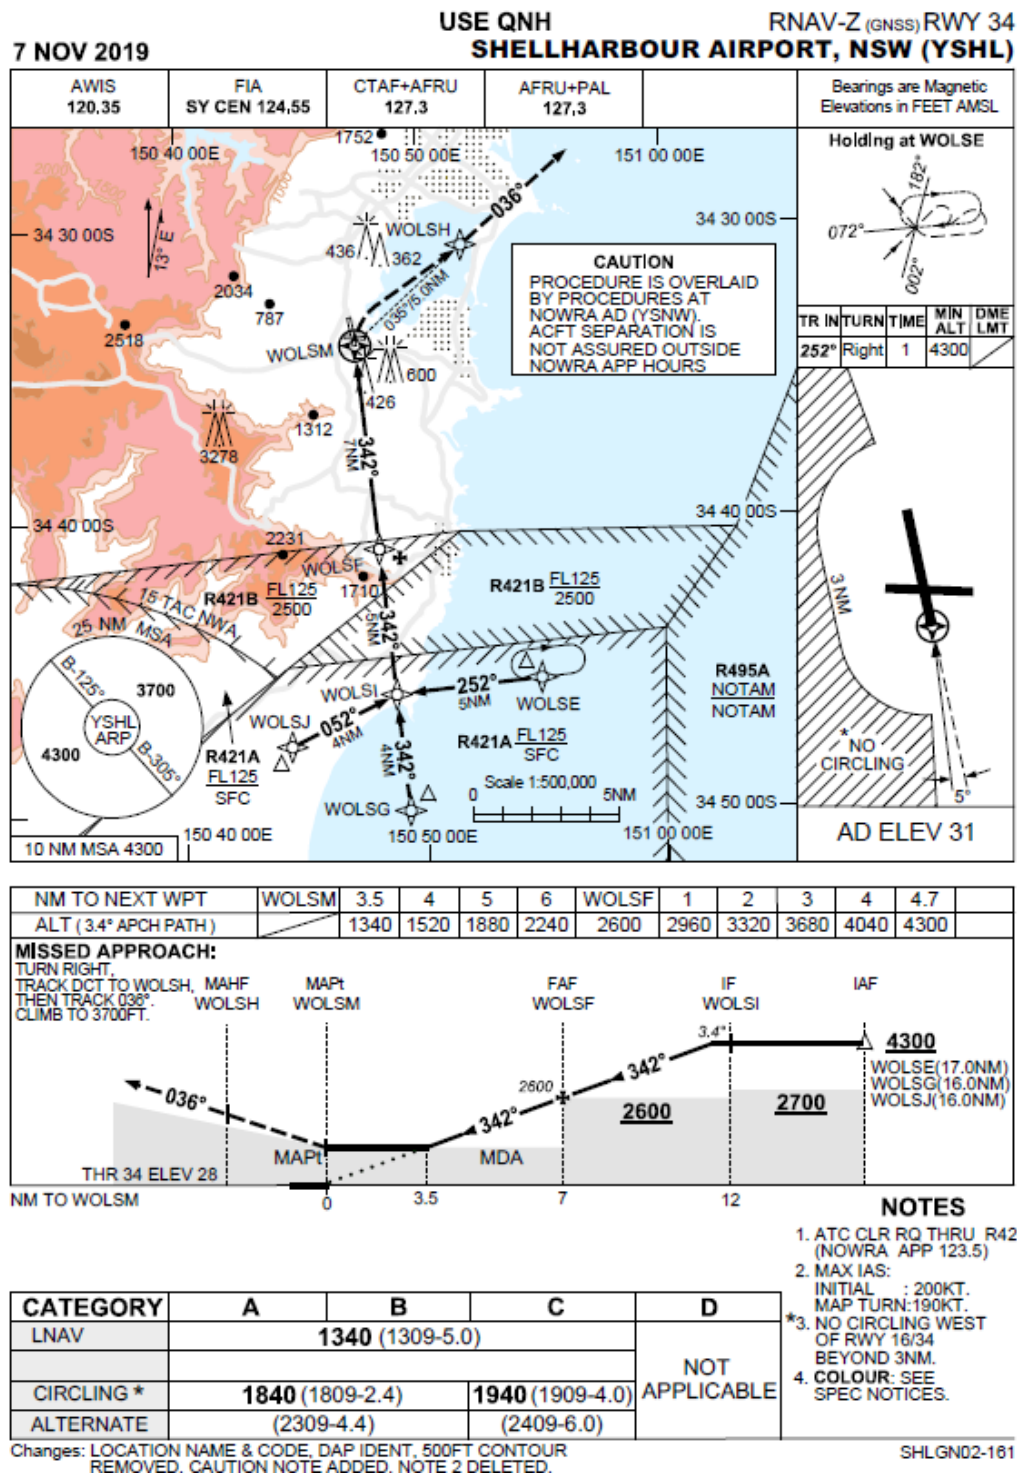 USE QNH
RNAV-Z (GNSS) RWY 34
7 NOV 2019
SHELLHARBOUR AIRPORT, NSW (YSHL)
AWIS
120.35
FIA
SY CEN 124.55
CTAF+AFRU
127.3
AFRU+PAL
127.3
Bearings are Magnetic
Elevations in FEET AMSL
1752
150 40 00E
150 50 00E
151 00 00E
2000
1500
1000
036°
34 30 00S
34 30 00S
13° E
436
362
WOLSH
2034
787
2518
035°/5.0NM
WOLSM
600
426
1312
3278
342°
7NM
CAUTION
PROCEDURE IS OVERLAID
BY PROCEDURES AT
NOWRA AD (YSNW).
ACFT SEPARATION IS
NOT ASSURED OUTSIDE
NOWRA APP HOURS
34 40 00S
34 40 00S
2231
WOLSF
1710
R421B FL125
2500
R421B FL125
2500
15 TAC NWA
342°
5NM
25 NM MSA
B-125°
3700
YSHL
ARP
4300
B-305°
10 NM MSA 4300
WOLSI
252°
5NM
WOLSE
WOLSJ
052°
4NM
342°
4NM
WOLSG
R421A
FL125
SFC
R421A FL125
SFC
R495A
NOTAM
NOTAM
Scale 1:500,000
0
5NM
34 50 00S
150 40 00E
150 50 00E
151 00 00E
Holding at WOLSE
182°
072°
002°
TR IN TURN TIME MIN ALT DME LMT
252° Right 1 4300
3 NM
* NO
CIRCLING
5°
AD ELEV 31
NM TO NEXT WPT WOLSM 3.5 4 5 6 WOLSF 1 2 3 4 4.7
ALT ( 3.4° APCH PATH ) 1340 1520 1880 2240 2600 2960 3320 3680 4040 4300
MISSED APPROACH:
TURN RIGHT,
TRACK DCT TO WOLSH,
THEN TRACK 036°.
CLIMB TO 3700FT.
MAHF
WOLSH
MAPt
WOLSM
FAF
WOLSF
IF
WOLSI
IAF
3.4°
4300
WOLSE(17.0NM)
WOLSG(16.0NM)
WOLSJ(16.0NM)
342°
2600
036°
342°
2600
2700
MAPt
MDA
THR 34 ELEV 28
NM TO WOLSM
0
3.5
7
12
NOTES
1. ATC CLR RQ THRU R42
(NOWRA APP 123.5)
2. MAX IAS:
INITIAL : 200KT.
MAP TURN:190KT.
*3. NO CIRCLING WEST
OF RWY 16/34
BEYOND 3NM.
4. COLOUR: SEE
SPEC NOTICES.
CATEGORY A B C D
LNAV 1340 (1309-5.0)
NOT
APPLICABLE
CIRCLING * 1840 (1809-2.4) 1940 (1909-4.0)
ALTERNATE (2309-4.4) (2409-6.0)
Changes: LOCATION NAME & CODE, DAP IDENT, 500FT CONTOUR
REMOVED, CAUTION NOTE ADDED, NOTE 2 DELETED.
SHLGN02-161